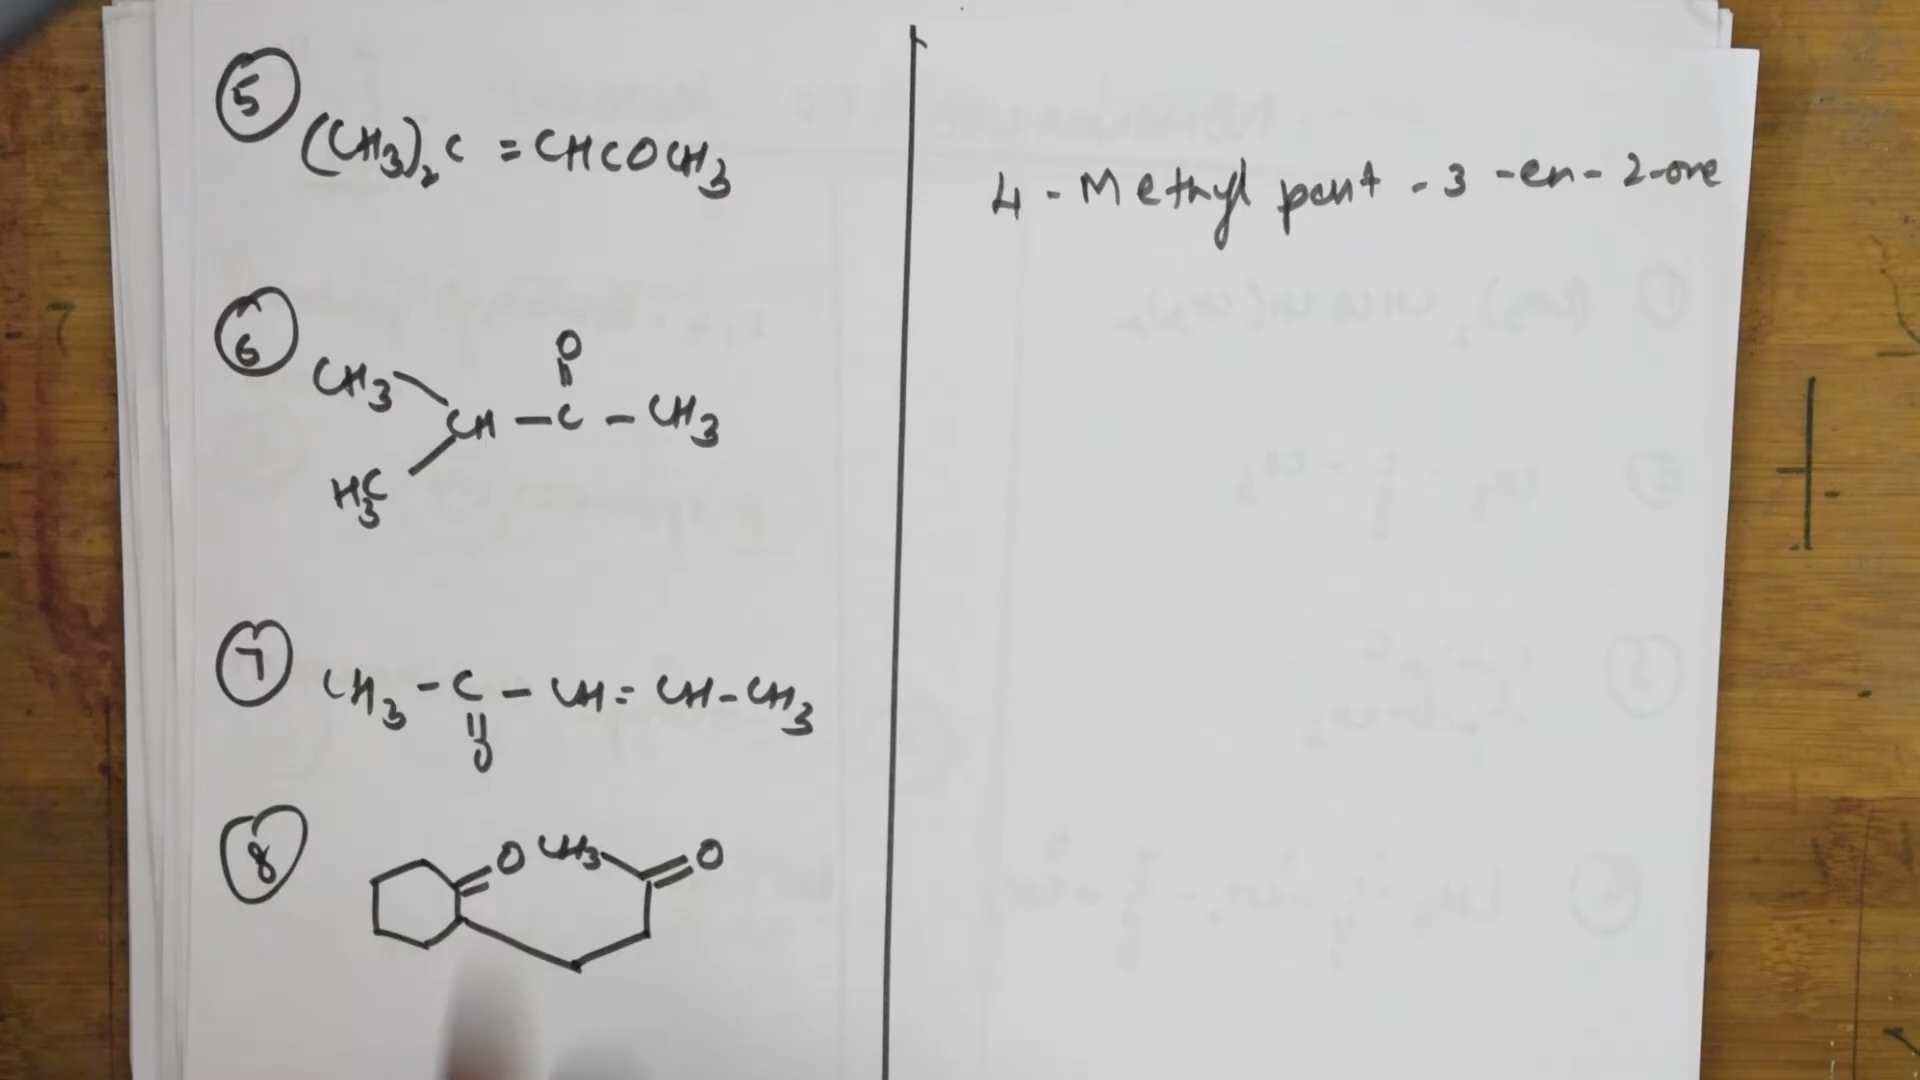 5
(CH3)2C = CHCOCH3
4 - Methyl pent - 3 - en - 2 - one
6
O
CH3
CH - C - CH3
H3C
7
CH3 - C - CH = CH - CH3
O
8
O CH3 O